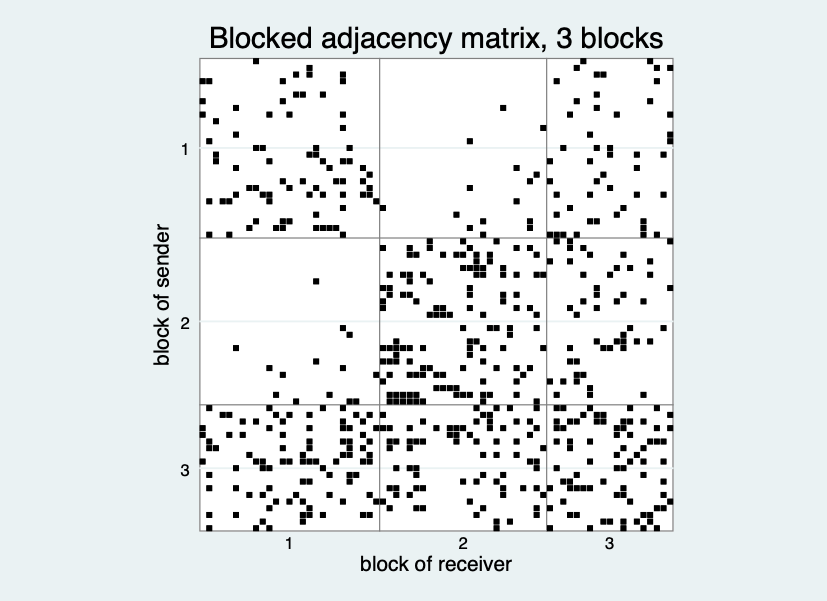 Blocked adjacency matrix, 3 blocks
block of sender
1
2
3
1 2 3
block of receiver